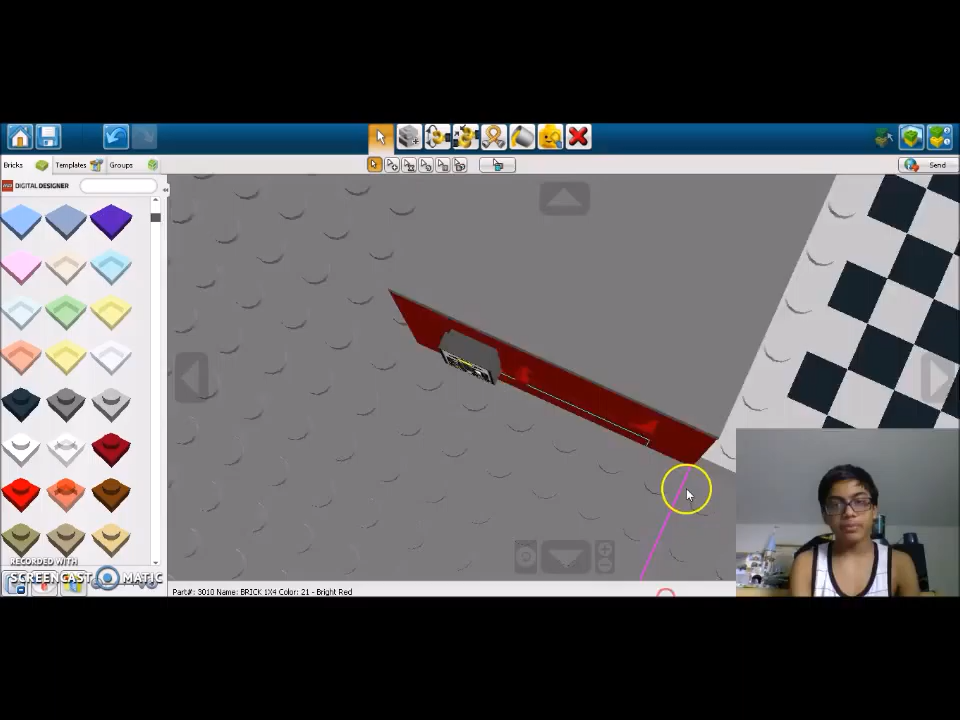 Bricks Templates Groups Send
LEGO DIGITAL DESIGNER
RECORDED WITH
SCREENCAST MATIC
Part#: 3010 Name: BRICK 1X4 Color: 21 - Bright Red